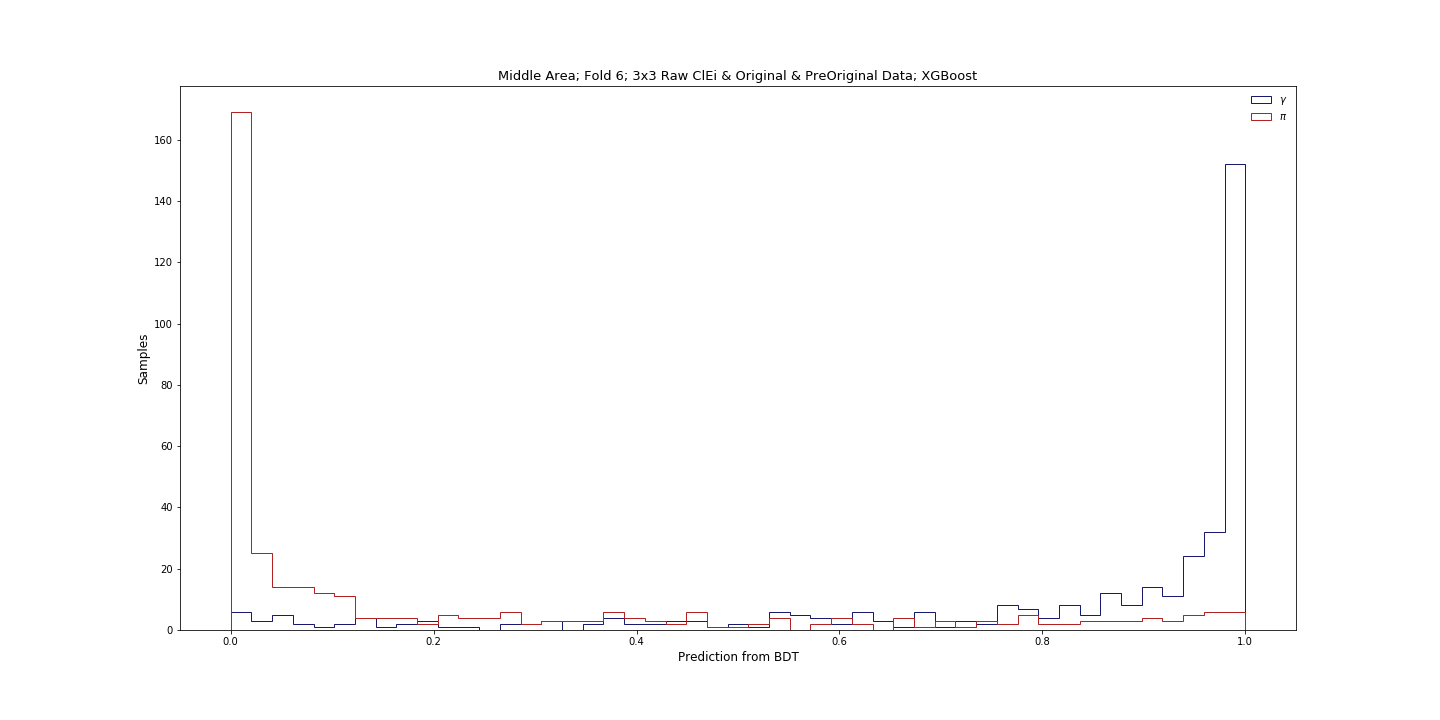 Middle Area; Fold 6; 3x3 Raw ClEi & Original & PreOriginal Data; XGBoost
γ
π
160
140
120
100
80
60
40
20
0
Samples
0.0 0.2 0.4 0.6 0.8 1.0
Prediction from BDT